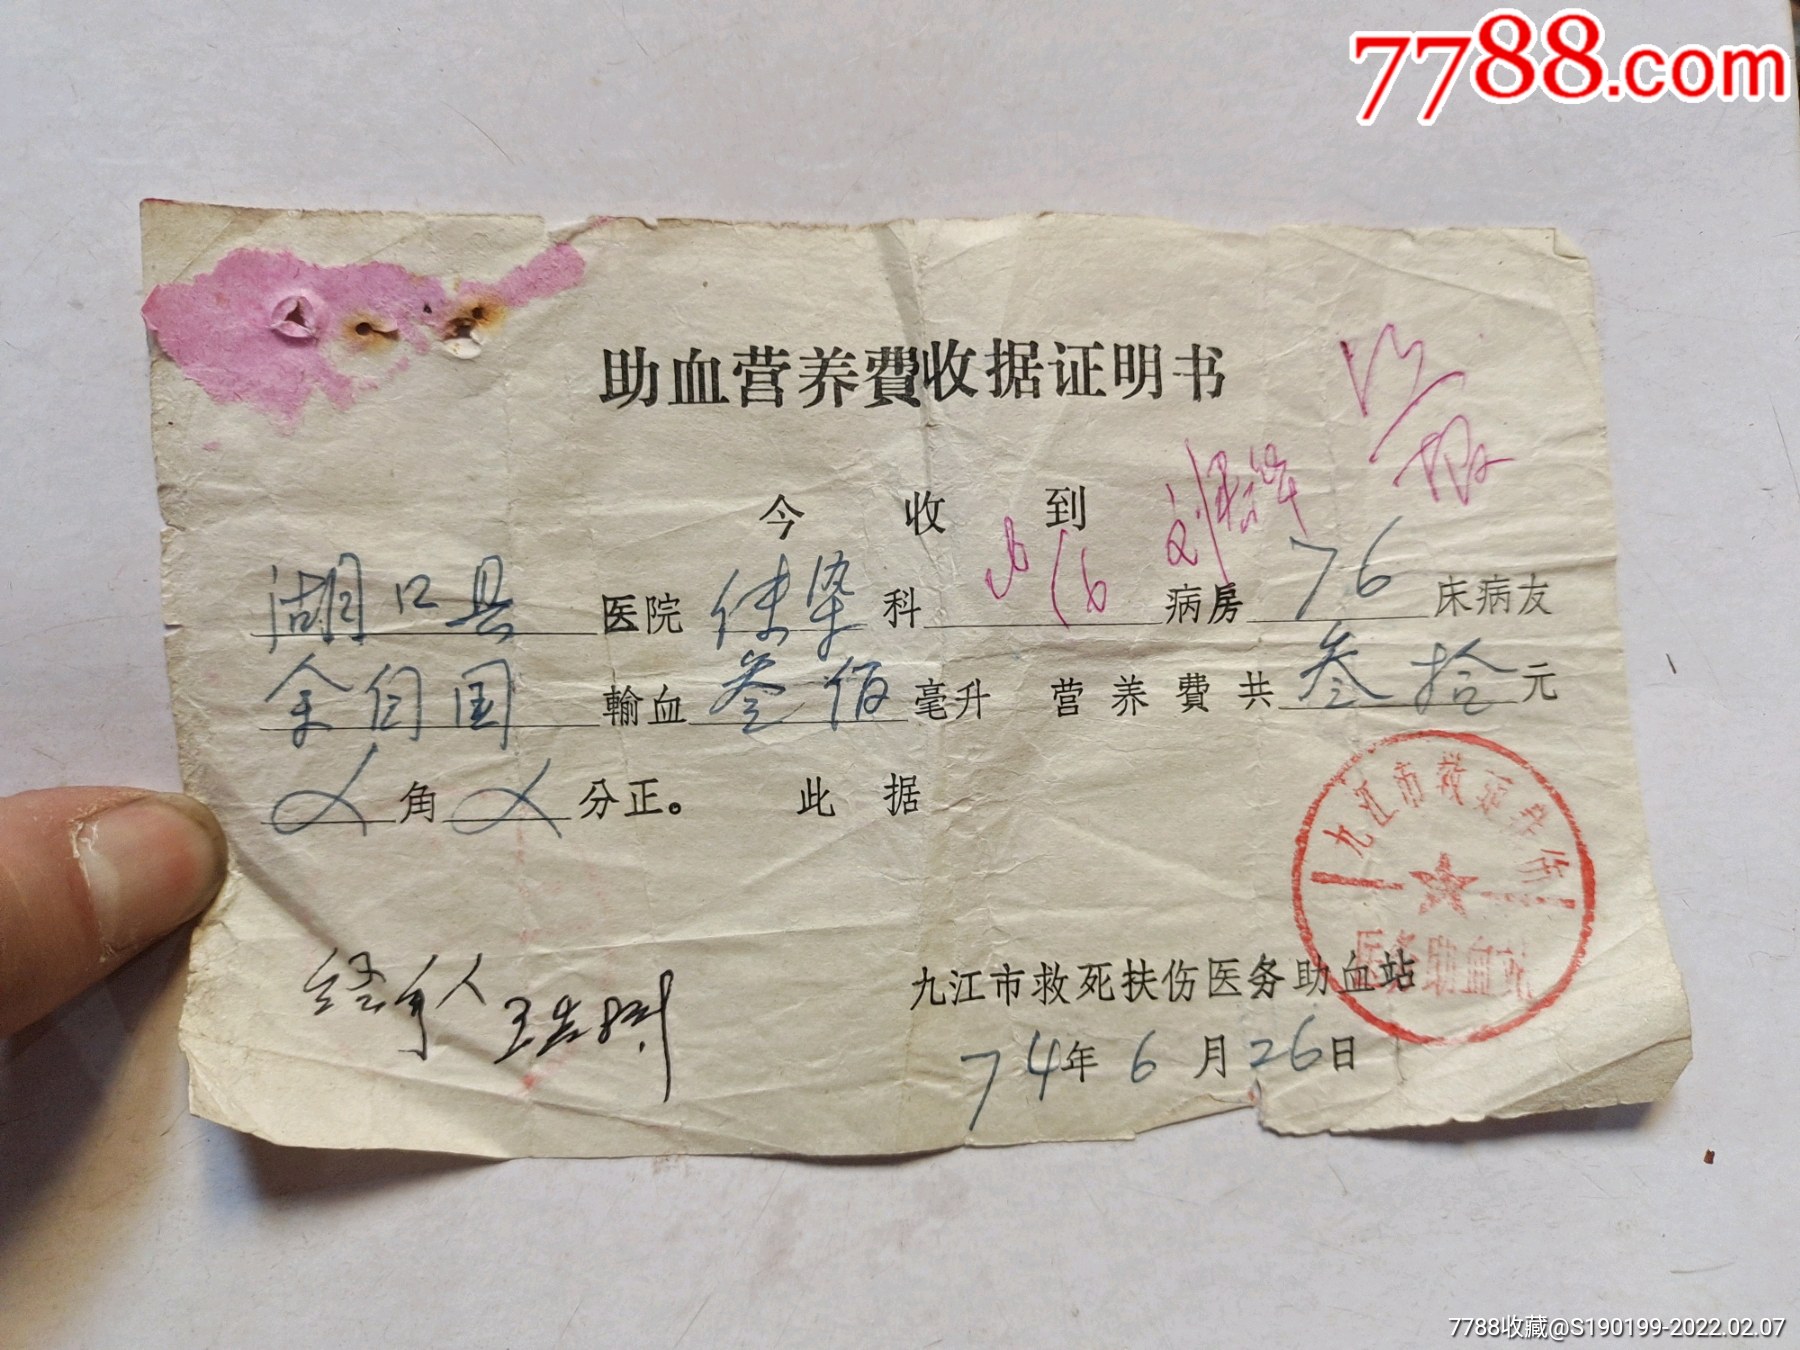 7788.com
助血营养費收据证明书
今收到
湖口县医院传染科病房76床病友
輸血叁佰毫升 营养費共叁拾元
角分正。 此据
九江市救死扶伤
医务助血站
经手人
九江市救死扶伤医务助血站
74年6月26日
7788收藏@S190199-2022.02.07